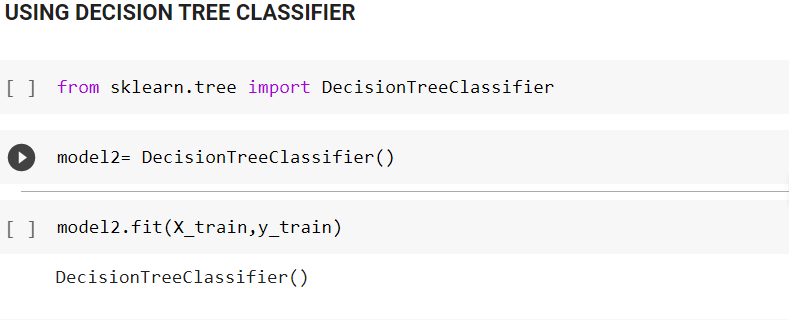 USING DECISION TREE CLASSIFIER
[ ] from sklearn.tree import DecisionTreeClassifier
model2= DecisionTreeClassifier()
[ ] model2.fit(X_train,y_train)
DecisionTreeClassifier()